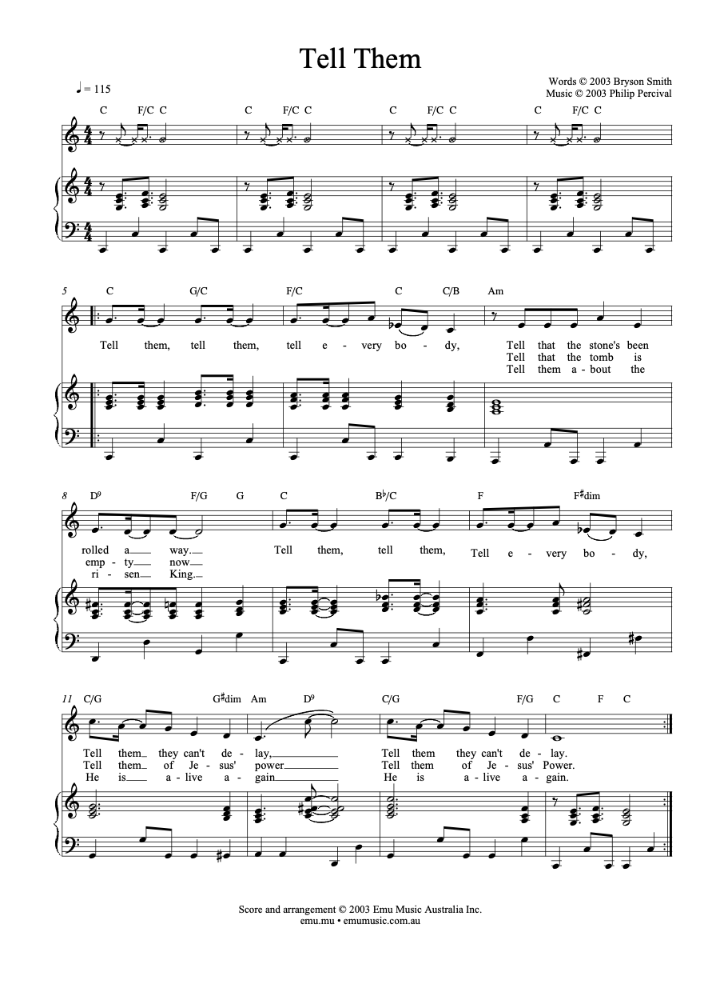 Tell Them
Words © 2003 Bryson Smith
♩ = 115
Music © 2003 Philip Percival
C F/C C C F/C C C F/C C C F/C C
5 C G/C F/C C C/B Am
Tell them, tell them, tell e - very bo - dy, Tell that the stone's been
Tell that the tomb is
Tell them a - bout the
8 D9 F/G G C B♭/C F F♯dim
rolled a way. Tell them, tell them, Tell e - very bo - dy,
emp - ty now
ri - sen King.
11 C/G G♯dim Am D9 C/G F/G C F C
Tell them they can't de - lay, Tell them they can't de - lay.
Tell them of Je - sus' power Tell them of Je - sus' Power.
He is a - live a - gain He is a - live a - gain.
Score and arrangement © 2003 Emu Music Australia Inc.
emu.mu • emumusic.com.au